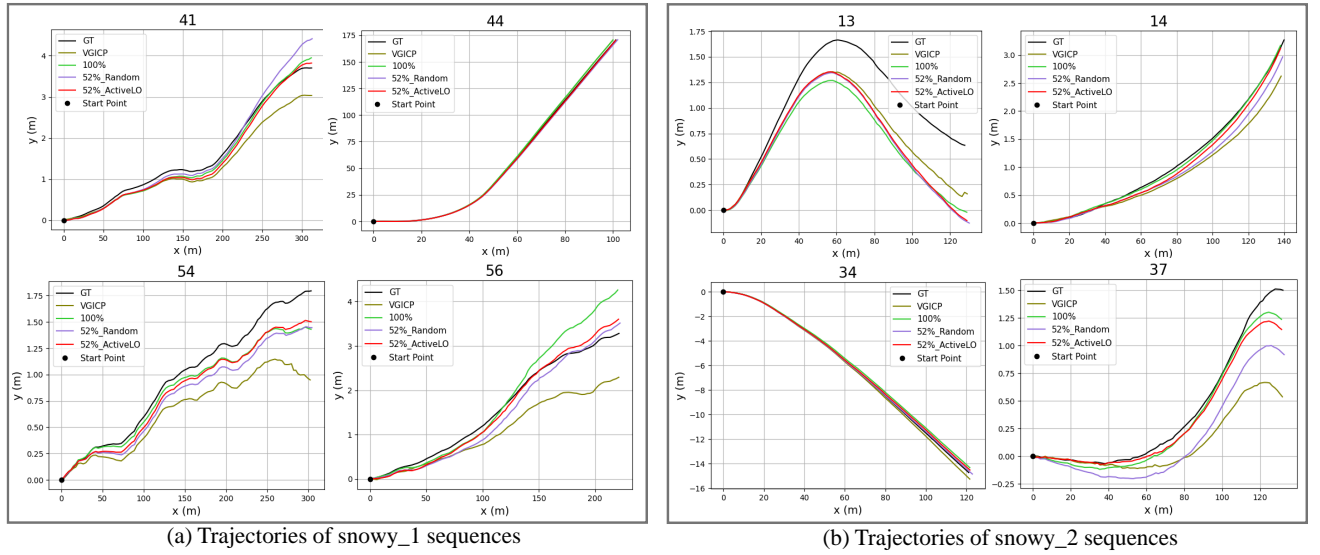 41
y (m)
4
3
2
1
0
GT
VGICP
100%
52%_Random
52%_ActiveLO
Start Point
0 50 100 150 200 250 300
x (m)
44
y (m)
175
150
125
100
75
50
25
0
GT
VGICP
100%
52%_Random
52%_ActiveLO
Start Point
0 20 40 60 80 100
x (m)
54
y (m)
1.75
1.50
1.25
1.00
0.75
0.50
0.25
0.00
GT
VGICP
100%
52%_Random
52%_ActiveLO
Start Point
0 50 100 150 200 250 300
x (m)
56
y (m)
4
3
2
1
0
GT
VGICP
100%
52%_Random
52%_ActiveLO
Start Point
0 50 100 150 200
x (m)
(a) Trajectories of snowy_1 sequences
13
y (m)
1.75
1.50
1.25
1.00
0.75
0.50
0.25
0.00
GT
VGICP
100%
52%_Random
52%_ActiveLO
Start Point
0 20 40 60 80 100 120
x (m)
14
y (m)
3.0
2.5
2.0
1.5
1.0
0.5
0.0
GT
VGICP
100%
52%_Random
52%_ActiveLO
Start Point
0 20 40 60 80 100 120 140
x (m)
34
y (m)
0
−2
−4
−6
−8
−10
−12
−14
−16
GT
VGICP
100%
52%_Random
52%_ActiveLO
Start Point
0 20 40 60 80 100 120
x (m)
37
y (m)
1.50
1.25
1.00
0.75
0.50
0.25
0.00
−0.25
GT
VGICP
100%
52%_Random
52%_ActiveLO
Start Point
0 20 40 60 80 100 120
x (m)
(b) Trajectories of snowy_2 sequences